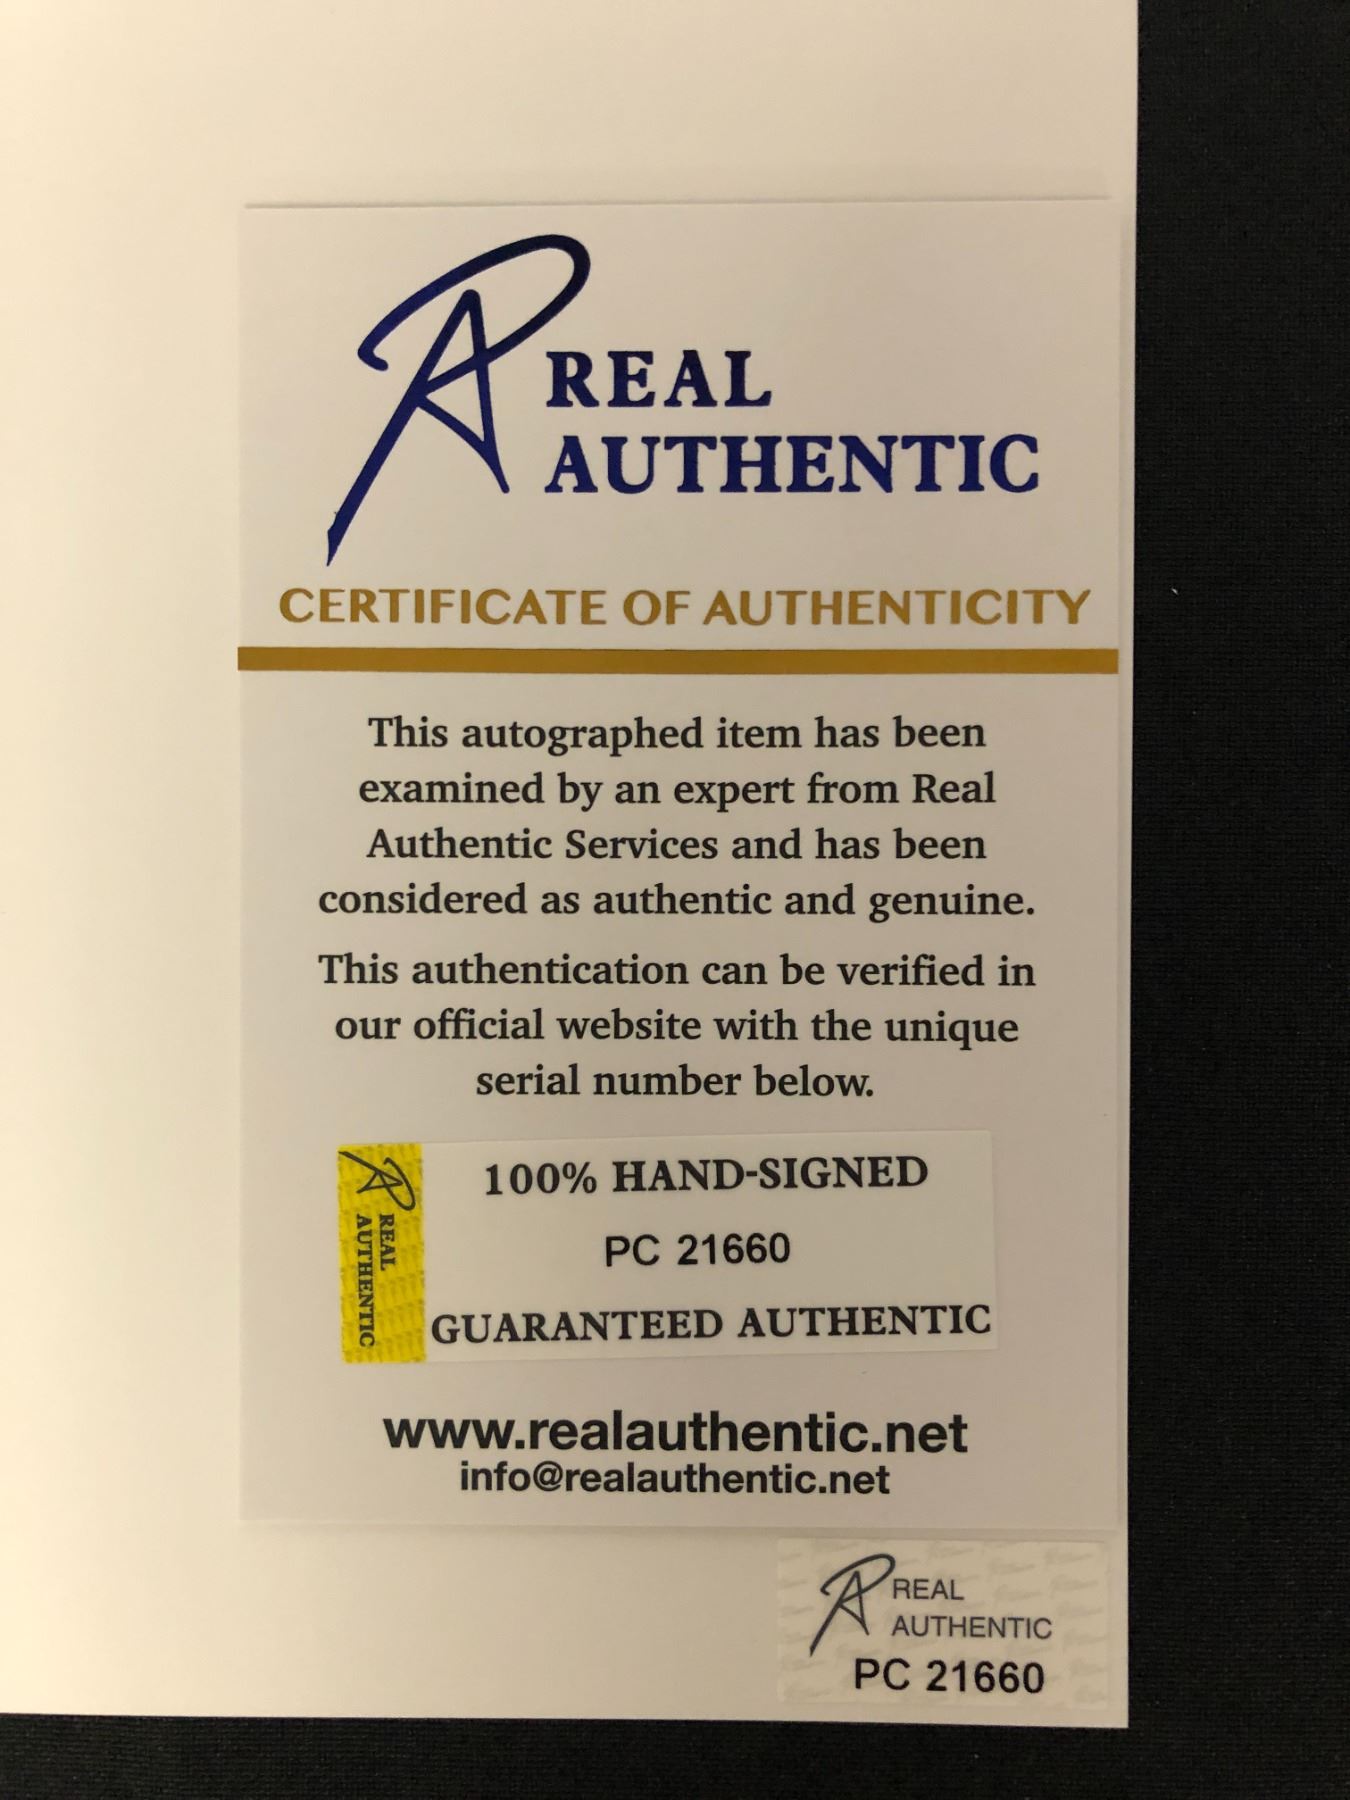 REAL
AUTHENTIC
CERTIFICATE OF AUTHENTICITY
This autographed item has been
examined by an expert from Real
Authentic Services and has been
considered as authentic and genuine.
This authentication can be verified in
our official website with the unique
serial number below.
REAL
AUTHENTIC
100% HAND-SIGNED
PC 21660
GUARANTEED AUTHENTIC
www.realauthentic.net
info@realauthentic.net
REAL
AUTHENTIC
PC 21660